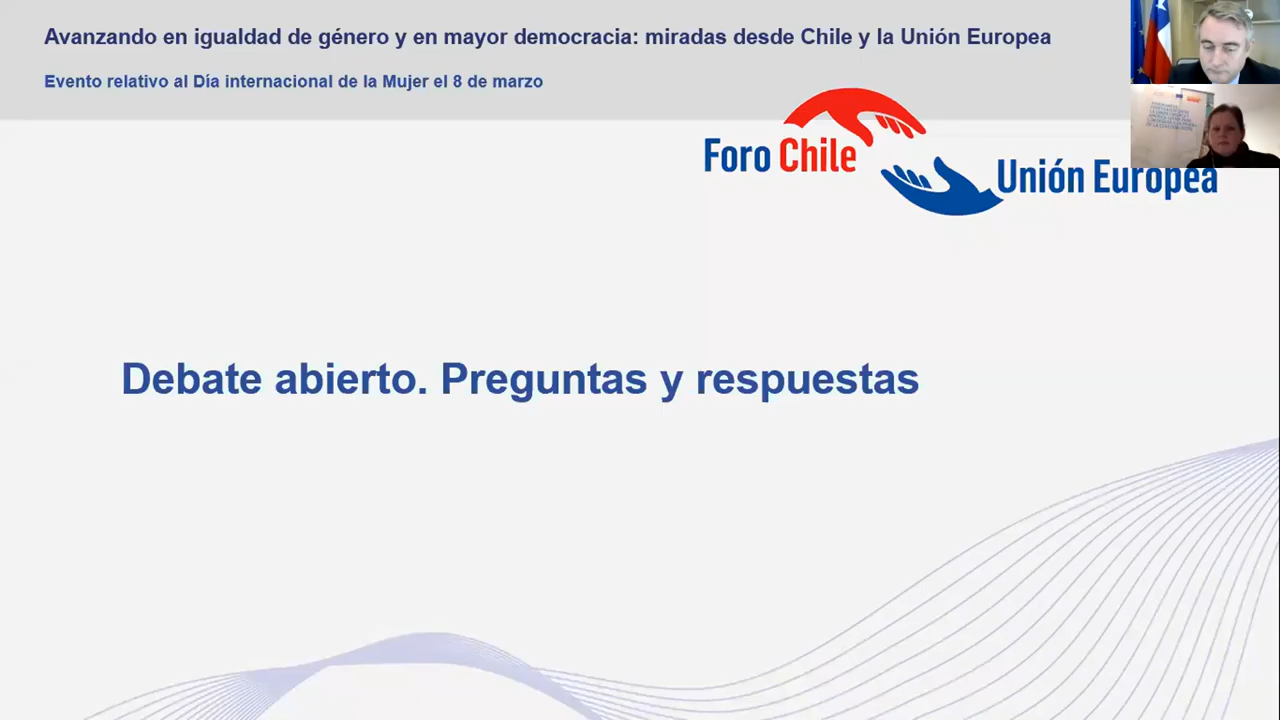 Avanzando en igualdad de género y en mayor democracia: miradas desde Chile y la Unión Europea
Evento relativo al Día internacional de la Mujer el 8 de marzo
Foro Chile
Unión Europea
Debate abierto. Preguntas y respuestas